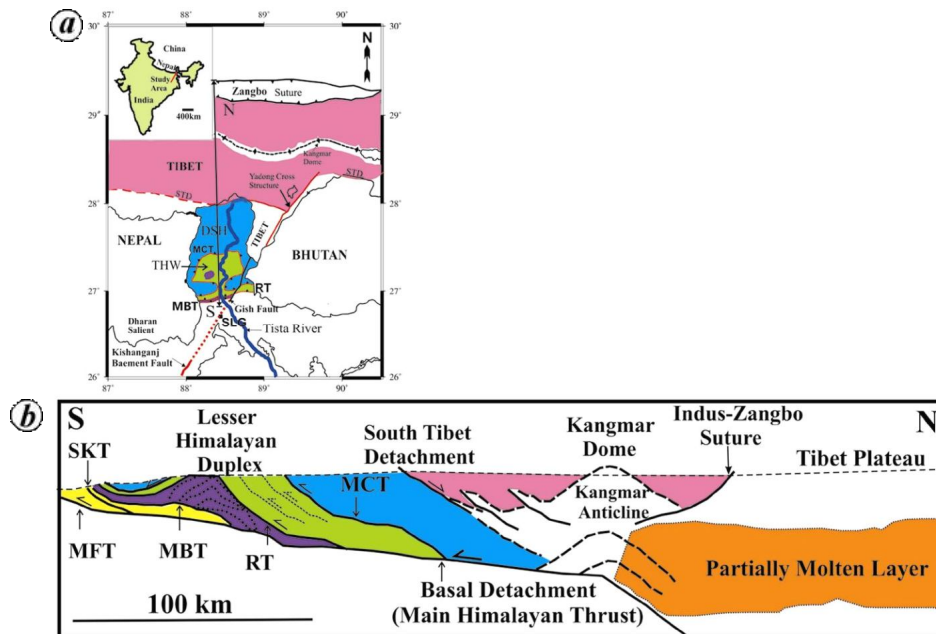 a
87
88
89
90
30
30
China
Nepal
Study
Area
India
400km
N
Zangbo Suture
N
29
29
Kangmar
Dome
TIBET
Yadong Cross
Structure
STD
STD
28
28
DSH
NEPAL
TIBET
MCT
BHUTAN
THW
RT
27
27
MBT
Gish Fault
S
SLG
Dharan
Salient
Tista River
Kishanganj
Baement Fault
26
26
87
88
89
90
b
S
Lesser
Himalayan
Duplex
South Tibet
Detachment
Kangmar
Dome
Indus-Zangbo
Suture
N
SKT
MCT
Tibet Plateau
Kangmar
Anticline
MFT
MBT
RT
Partially Molten Layer
Basal Detachment
(Main Himalayan Thrust)
100 km